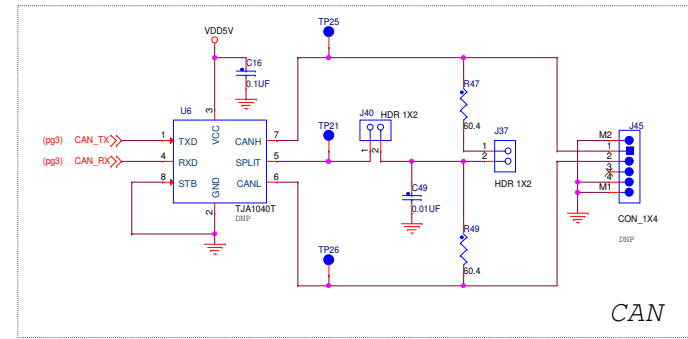 TP25
VDD5V
C16
0.1UF
R47
60.4
U6
3
VCC
J40
HDR 1X2
J37
J45
(pg3) CAN_TX
1
TXD
CANH
7
TP21
1
2
1
2
HDR 1X2
M2
1
2
3
4
M1
(pg3) CAN_RX
4
RXD
SPLIT
5
8
STB
CANL
6
GND
2
TJA1040T
DNP
C49
0.01UF
R49
60.4
CON_1X4
DNP
TP26
CAN